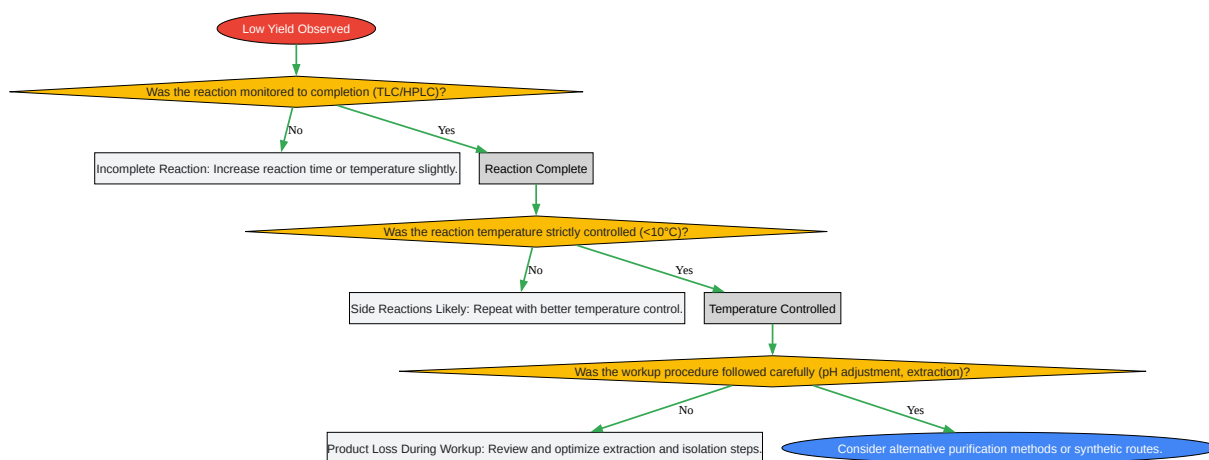 Low Yield Observed
Was the reaction monitored to completion (TLC/HPLC)?
No
Yes
Incomplete Reaction: Increase reaction time or temperature slightly.
Reaction Complete
Was the reaction temperature strictly controlled (<10°C)?
No
Yes
Side Reactions Likely: Repeat with better temperature control.
Temperature Controlled
Was the workup procedure followed carefully (pH adjustment, extraction)?
No
Yes
Product Loss During Workup: Review and optimize extraction and isolation steps.
Consider alternative purification methods or synthetic routes.